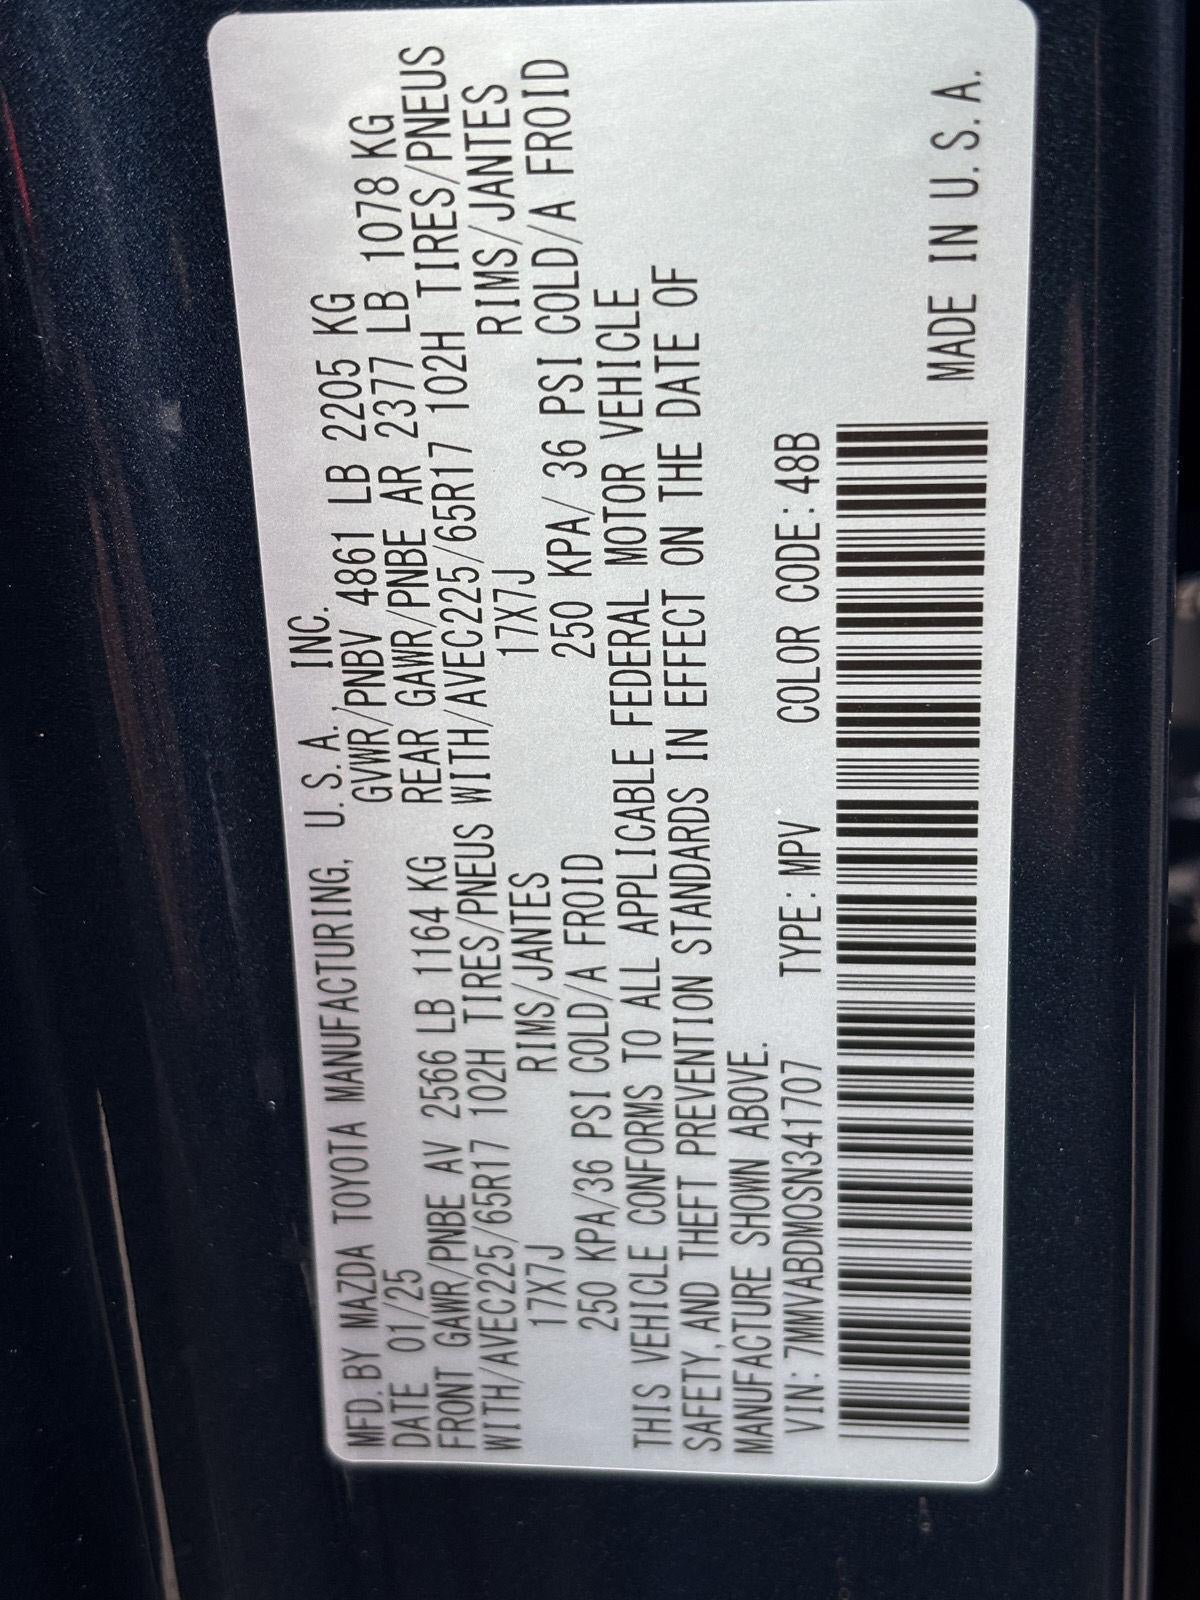 MFD. BY MAZDA TOYOTA MANUFACTURING, U. S. A., INC.
DATE 01/25 GVWR/PNBV 4861 LB 2205 KG
FRONT GAWR/PNBE AV 2566 LB 1164 KG REAR GAWR/PNBE AR 2377 LB 1078 KG
WITH/AVEC225/65R17 102H TIRES/PNEUS WITH/AVEC225/65R17 102H TIRES/PNEUS
17X7J RIMS/JANTES 17X7J RIMS/JANTES
250 KPA/36 PSI COLD/A FROID 250 KPA/ 36 PSI COLD/A FROID
THIS VEHICLE CONFORMS TO ALL APPLICABLE FEDERAL MOTOR VEHICLE
SAFETY, AND THEFT PREVENTION STANDARDS IN EFFECT ON THE DATE OF
MANUFACTURE SHOWN ABOVE.
VIN: 7MMVABDM0SN341707 TYPE: MPV COLOR CODE: 48B
MADE IN U. S. A.